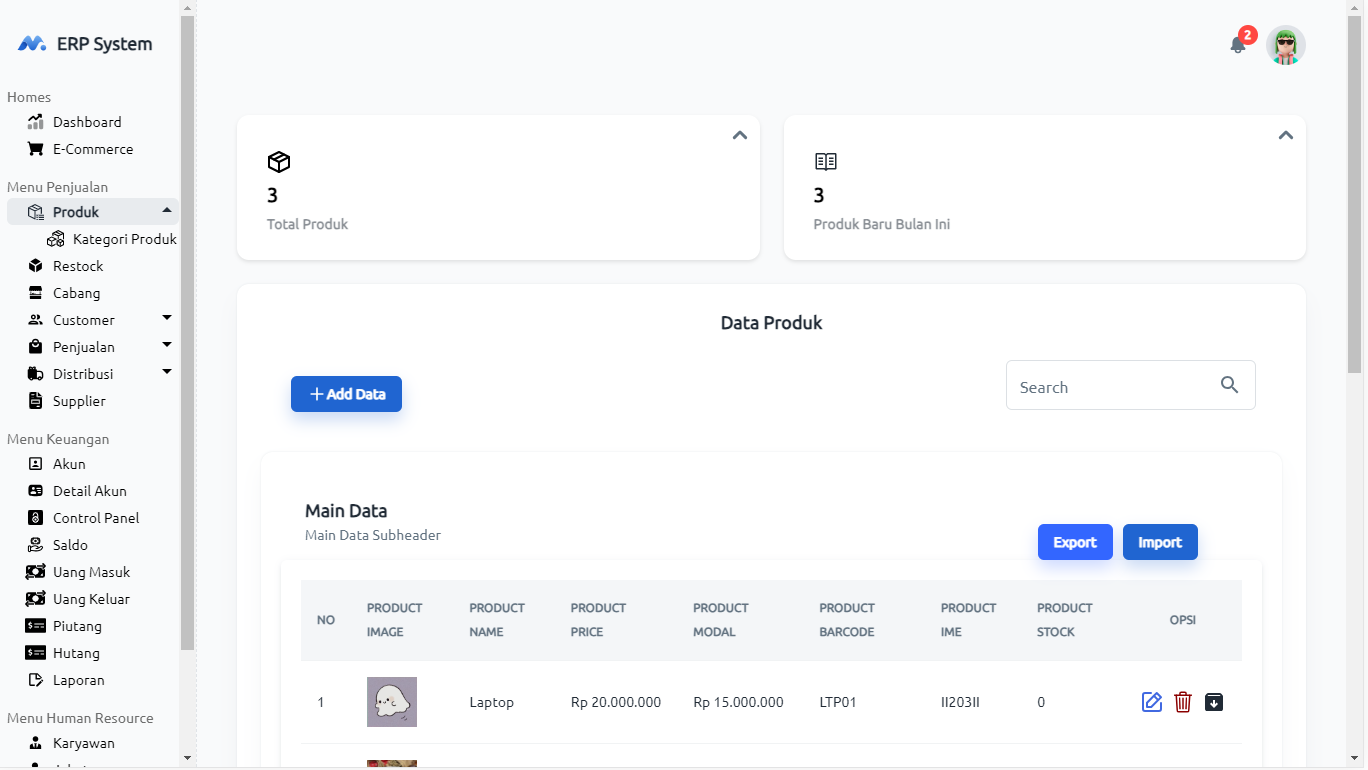 ERP System
2
Homes
Dashboard
E-Commerce
Menu Penjualan
Produk
Kategori Produk
Restock
Cabang
Customer
Penjualan
Distribusi
Supplier
Menu Keuangan
Akun
Detail Akun
Control Panel
Saldo
Uang Masuk
Uang Keluar
Piutang
Hutang
Laporan
Menu Human Resource
Karyawan
3
Total Produk
3
Produk Baru Bulan Ini
Data Produk
Add Data
Search
Main Data
Main Data Subheader
Export Import
NO PRODUCT IMAGE PRODUCT NAME PRODUCT PRICE PRODUCT MODAL PRODUCT BARCODE PRODUCT IME PRODUCT STOCK OPSI
1 Laptop Rp 20.000.000 Rp 15.000.000 LTP01 II203II 0